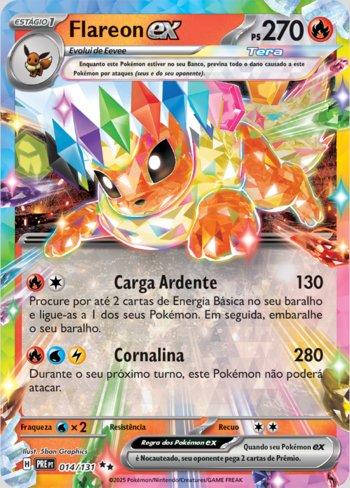 ESTÁGIO 1
Flareon ex
PS 270
Evolui de Eevee
Tera
Enquanto este Pokémon estiver no seu Banco, previna todo o dano causado a este
Pokémon por ataques (seus e do seu oponente).
Carga Ardente 130
Procure por até 2 cartas de Energia Básica no seu baralho
e ligue-as a 1 dos seus Pokémon. Em seguida, embaralhe
o seu baralho.
Cornalina 280
Durante o seu próximo turno, este Pokémon não poderá
atacar.
Fraqueza ×2 Resistência Recuo
Ilust. 5ban Graphics
H PRE PT 014/131
Regra dos Pokémon ex
Quando seu Pokémon ex
é Nocauteado, seu oponente pega 2 cartas de Prêmio.
©2025 Pokémon/Nintendo/Creatures/GAME FREAK